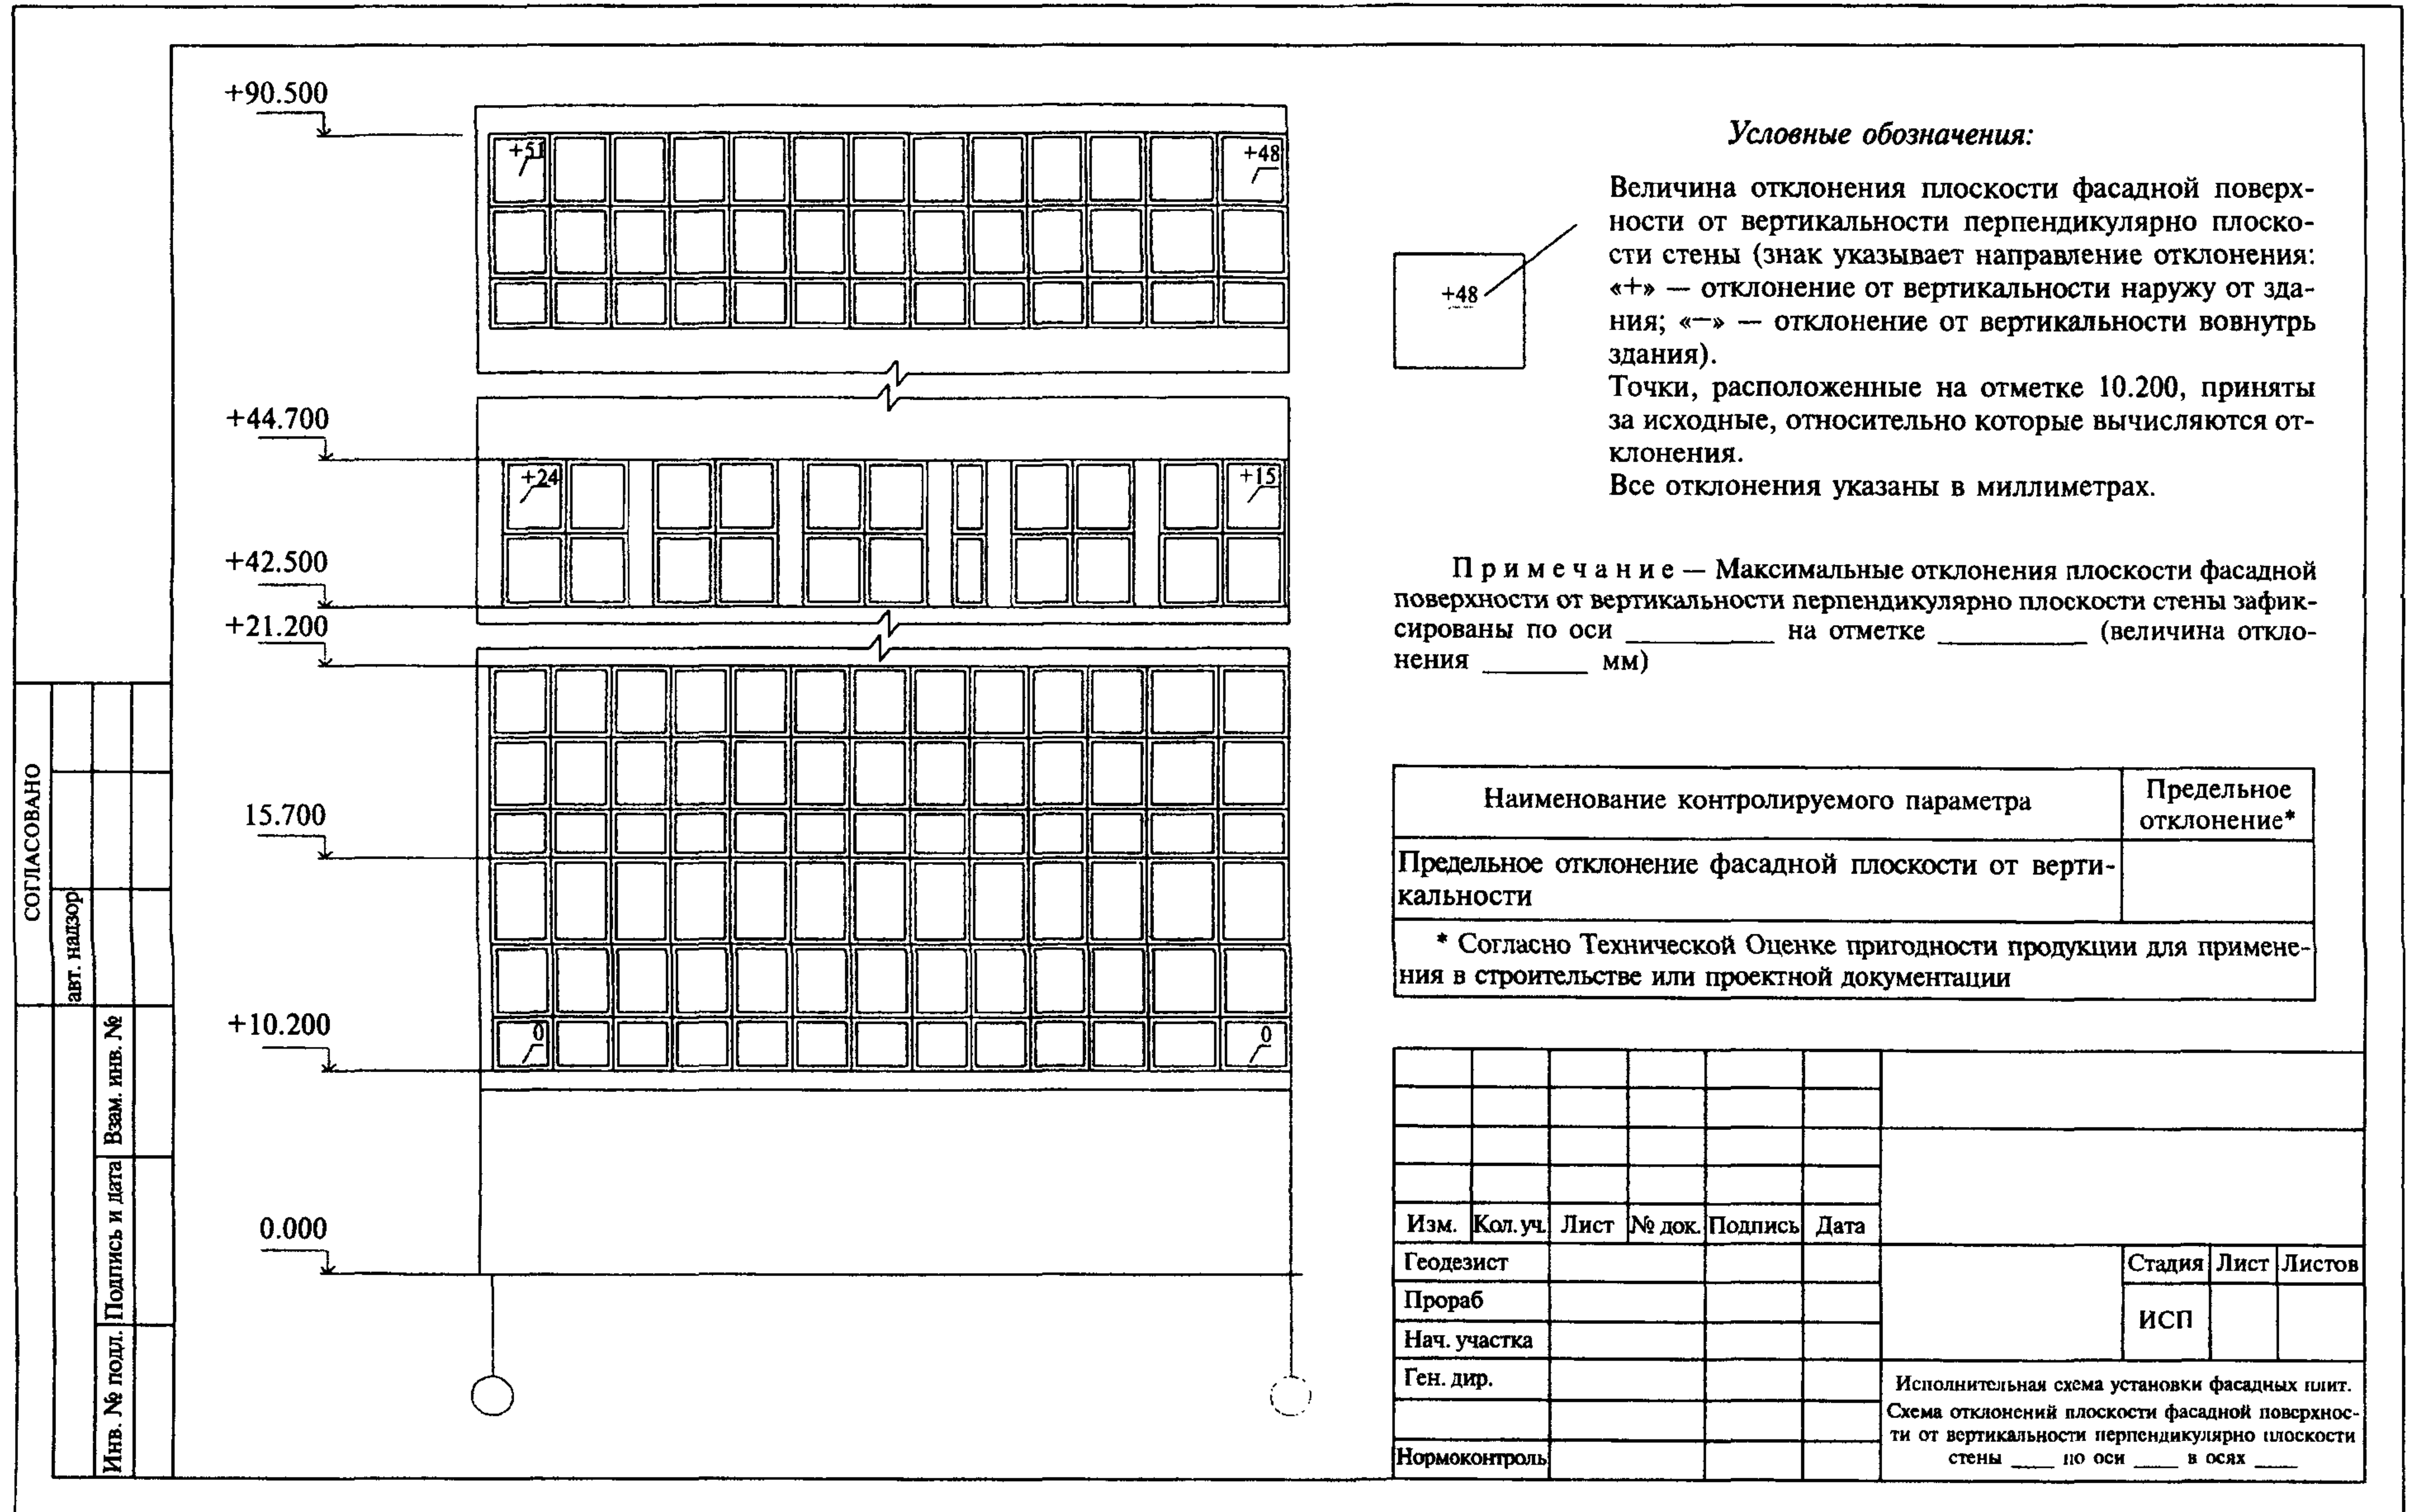 +90.500
+51
+48
+44.700
+24
+15
+42.500
+21.200
15.700
+10.200
0
0
0.000
Условные обозначения:
+48
Величина отклонения плоскости фасадной поверх-
ности от вертикальности перпендикулярно плоско-
сти стены (знак указывает направление отклонения:
«+» — отклонение от вертикальности наружу от зда-
ния; «—» — отклонение от вертикальности вовнутрь
здания).
Точки, расположенные на отметке 10.200, приняты
за исходные, относительно которые вычисляются от-
клонения.
Все отклонения указаны в миллиметрах.
Примечание — Максимальные отклонения плоскости фасадной
поверхности от вертикальности перпендикулярно плоскости стены зафик-
сированы по оси ________ на отметке ________ (величина откло-
нения ______ мм)
Наименование контролируемого параметра
Предельное
отклонение*
Предельное отклонение фасадной плоскости от верти-
кальности
* Согласно Технической Оценке пригодности продукции для примене-
ния в строительстве или проектной документации
Изм. Кол.уч. Лист № док. Подпись Дата
Геодезист
Прораб
Нач. участка
Ген. дир.
Нормоконтроль
Стадия Лист Листов
ИСП
Исполнительная схема установки фасадных плит.
Схема отклонений плоскости фасадной поверхнос-
ти от вертикальности перпендикулярно плоскости
стены ____ по оси ____ в осях ____
СОГЛАСОВАНО
авт. надзор
Взам. инв. №
Подпись и дата
Инв. № подл.